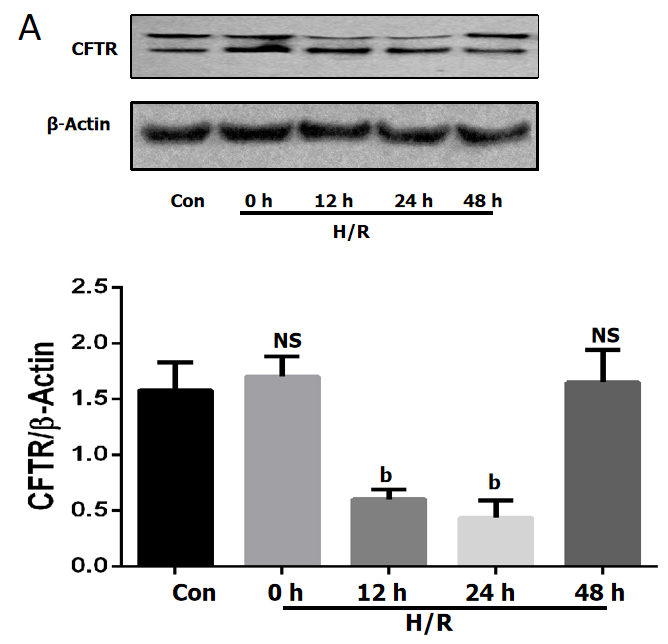 A
CFTR
β-Actin
Con 0 h 12 h 24 h 48 h
H/R
CFTR/β-Actin
2.5
2.0
1.5
1.0
0.5
0.0
NS
b
b
NS
Con 0 h 12 h 24 h 48 h
H/R